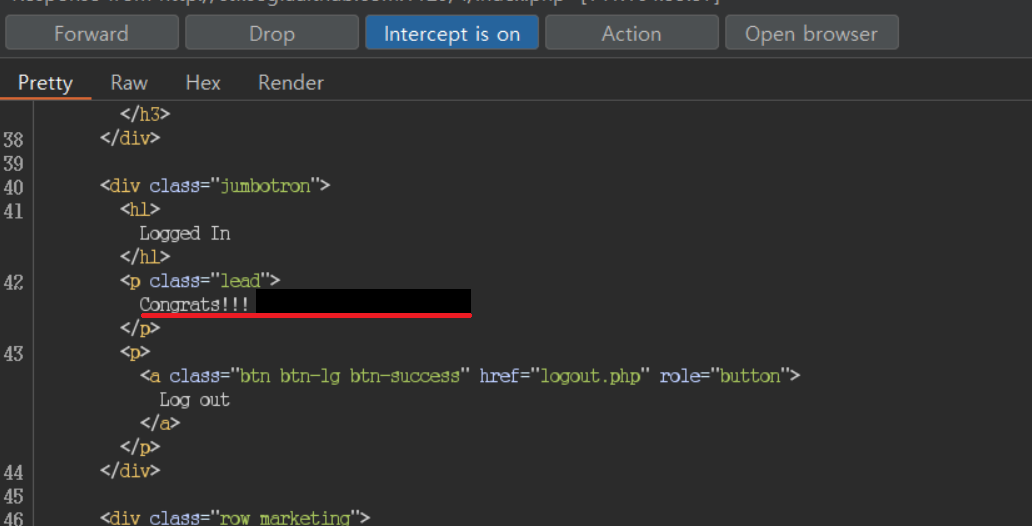 Forward Drop Intercept is on Action Open browser
Pretty Raw Hex Render
</h3>
38 </div>
39
40 <div class="jumbotron">
41 <h1>
Logged In
</h1>
42 <p class="lead">
Congrats!!!
</p>
43 <p>
<a class="btn btn-lg btn-success" href="logout.php" role="button">
Log out
</a>
</p>
44 </div>
45
46 <div class="row marketing">